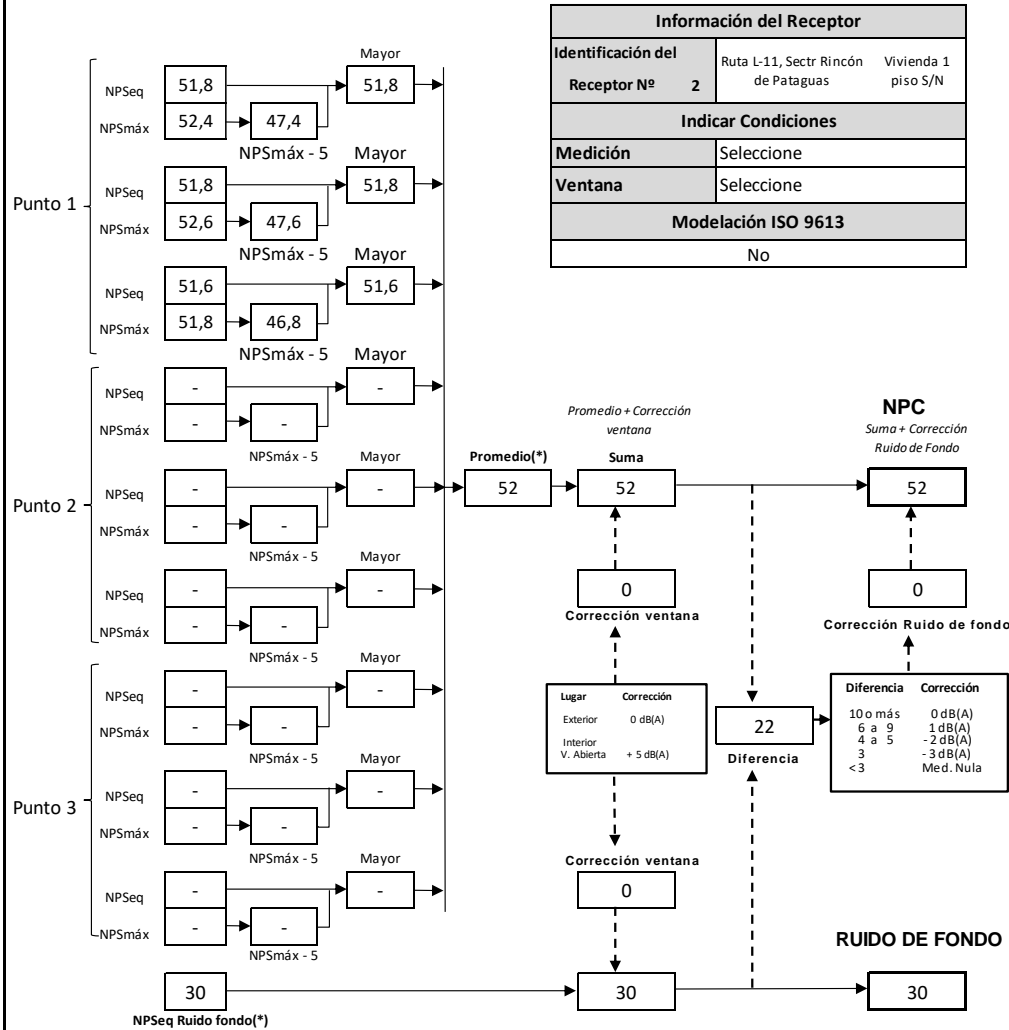 Información del Receptor
Identificación del Receptor Nº 2
Ruta L-11, Sectr Rincón de Pataguas
Vivienda 1 piso S/N
Indicar Condiciones
Medición Seleccione
Ventana Seleccione
Modelación ISO 9613
No
Punto 1
Mayor
NPSeq 51,8 51,8
NPSmáx 52,4 47,4
NPSmáx - 5 Mayor
NPSeq 51,8 51,8
NPSmáx 52,6 47,6
NPSmáx - 5 Mayor
NPSeq 51,6 51,6
NPSmáx 51,8 46,8
NPSmáx - 5 Mayor
Punto 2
NPSeq - -
NPSmáx - -
NPSmáx - 5 Mayor
NPSeq - -
NPSmáx - -
NPSmáx - 5 Mayor
NPSeq - -
NPSmáx - -
NPSmáx - 5 Mayor
Punto 3
NPSeq - -
NPSmáx - -
NPSmáx - 5 Mayor
NPSeq - -
NPSmáx - -
NPSmáx - 5 Mayor
NPSeq - -
NPSmáx - -
NPSmáx - 5
30
NPSeq Ruido fondo(*)
Promedio(*)
52
Promedio + Corrección
ventana
Suma
52
0
Corrección ventana
Lugar Corrección
Exterior 0 dB(A)
Interior
V. Abierta + 5 dB(A)
Corrección ventana
0
30
22
Diferencia
NPC
Suma + Corrección
Ruido de Fondo
52
0
Corrección Ruido de fondo
Diferencia Corrección
10 o más 0 dB(A)
6 a 9 1 dB(A)
4 a 5 - 2 dB(A)
3 - 3 dB(A)
< 3 Med. Nula
RUIDO DE FONDO
30